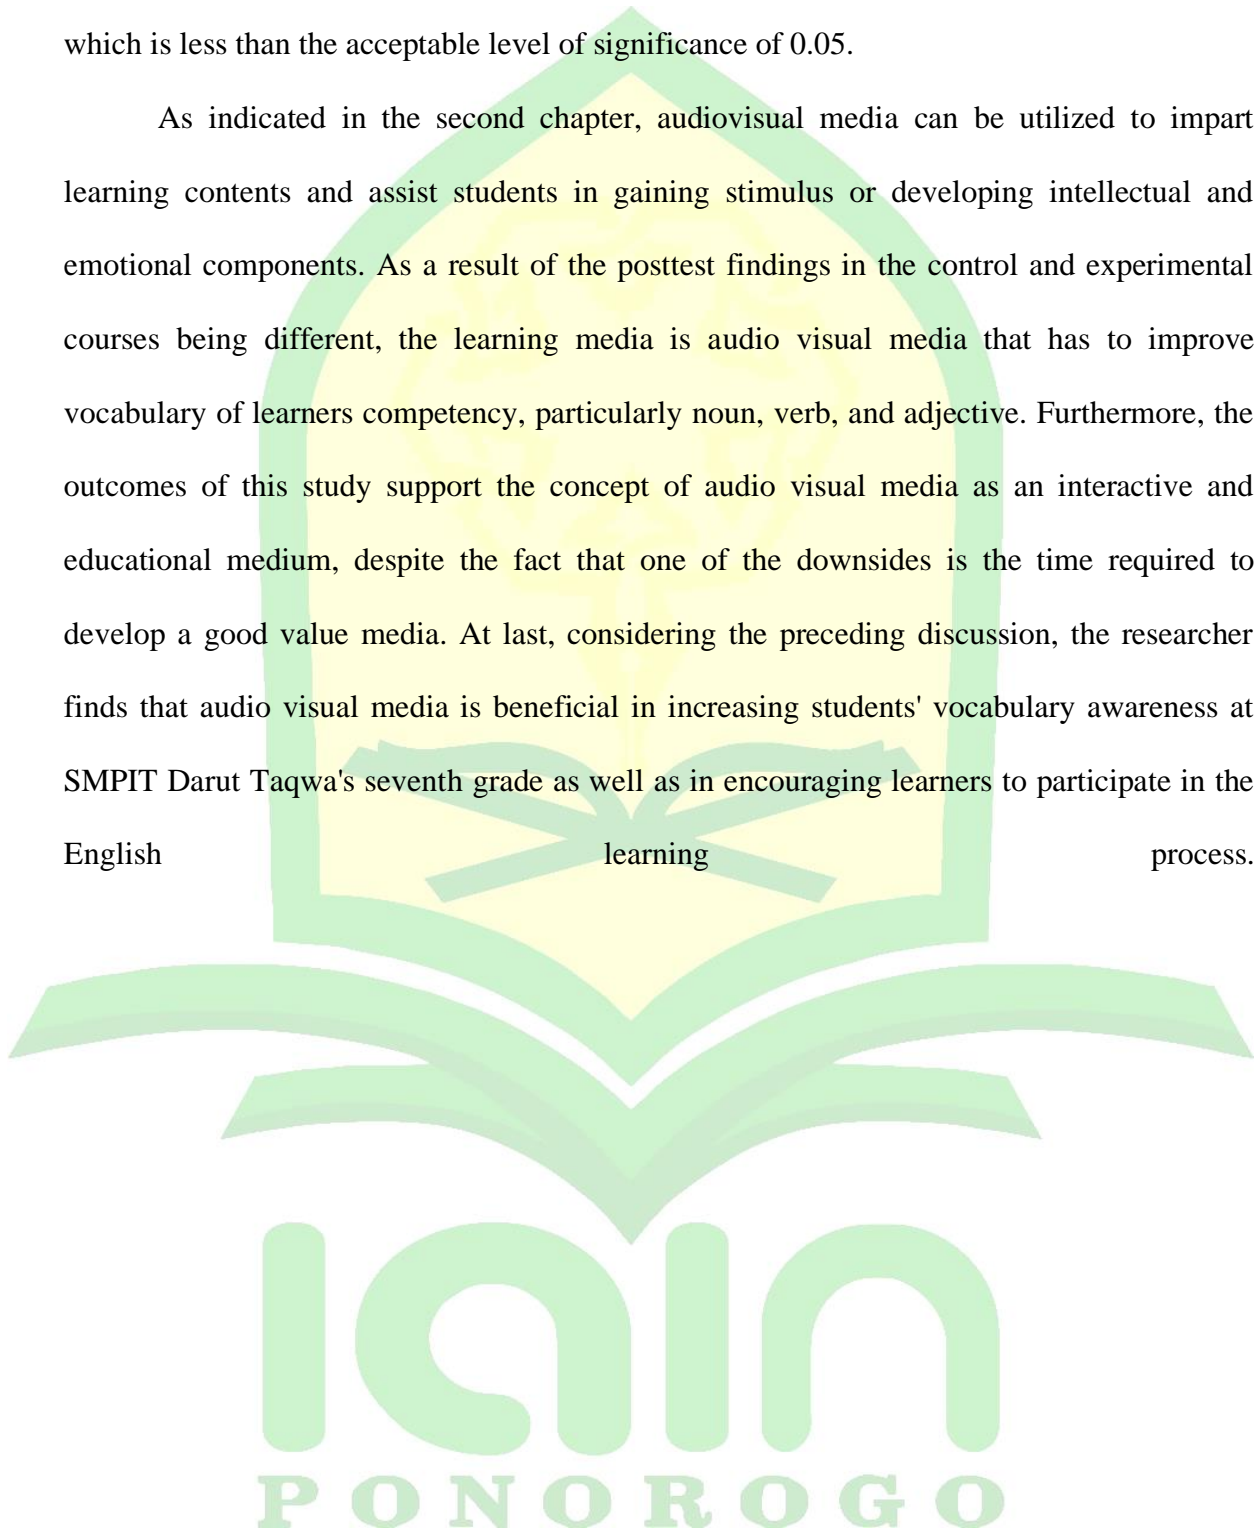 which is less than the acceptable level of significance of 0.05.
As indicated in the second chapter, audiovisual media can be utilized to impart
learning contents and assist students in gaining stimulus or developing intellectual and
emotional components. As a result of the posttest findings in the control and experimental
courses being different, the learning media is audio visual media that has to improve
vocabulary of learners competency, particularly noun, verb, and adjective. Furthermore, the
outcomes of this study support the concept of audio visual media as an interactive and
educational medium, despite the fact that one of the downsides is the time required to
develop a good value media. At last, considering the preceding discussion, the researcher
finds that audio visual media is beneficial in increasing students' vocabulary awareness at
SMPIT Darut Taqwa's seventh grade as well as in encouraging learners to participate in the
English learning process.
iain
PONOROGO